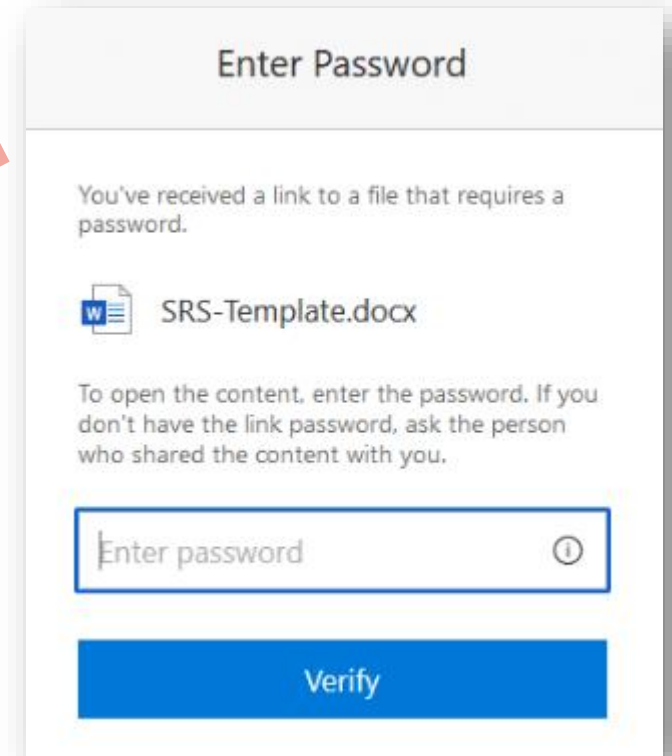 Enter Password
You've received a link to a file that requires a
password.
W
SRS-Template.docx
To open the content, enter the password. If you
don't have the link password, ask the person
who shared the content with you.
Enter password
Verify